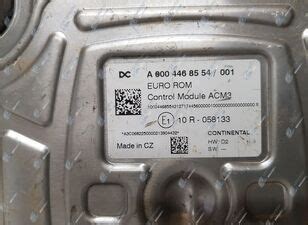 DC A 000 446 85 54 / 001
EURO ROM
Control Module ACM3
E1 10 R - 058133
CONTINENTAL
Made in CZ
HW: D2
SW: —